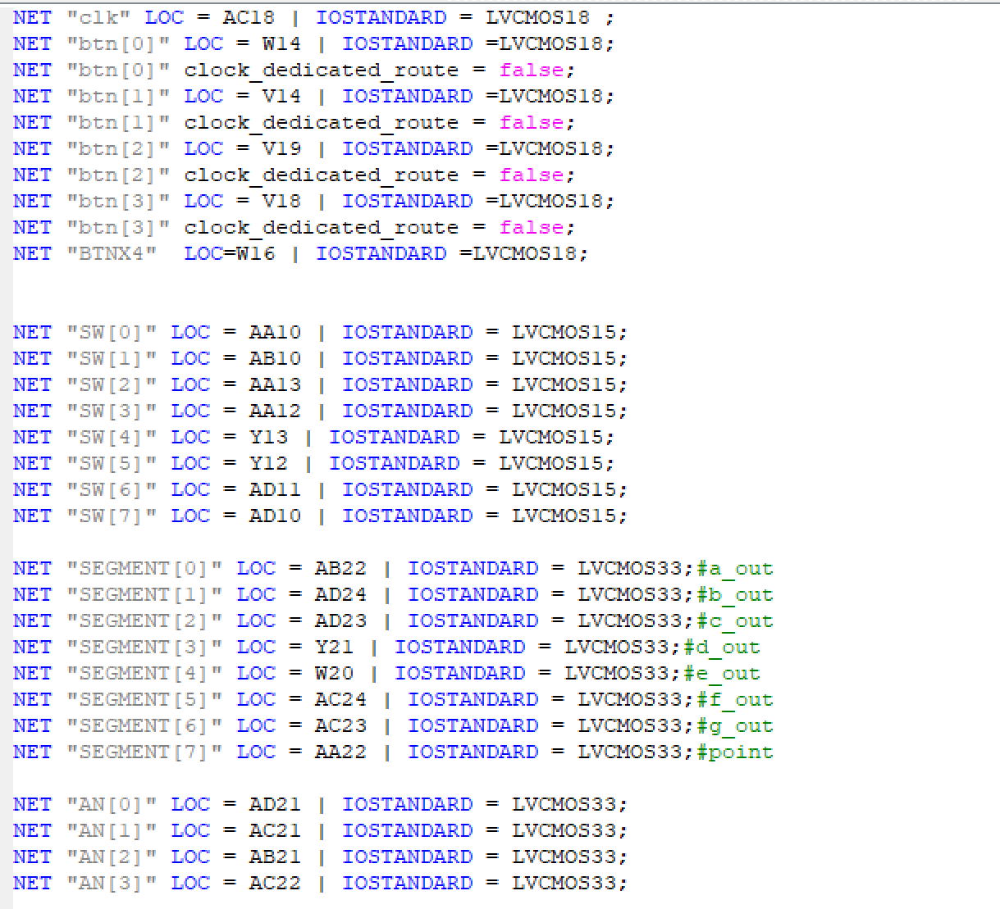 NET "clk" LOC = AC18 | IOSTANDARD = LVCMOS18 ;
NET "btn[0]" LOC = W14 | IOSTANDARD =LVCMOS18;
NET "btn[0]" clock_dedicated_route = false;
NET "btn[1]" LOC = V14 | IOSTANDARD =LVCMOS18;
NET "btn[1]" clock_dedicated_route = false;
NET "btn[2]" LOC = V19 | IOSTANDARD =LVCMOS18;
NET "btn[2]" clock_dedicated_route = false;
NET "btn[3]" LOC = V18 | IOSTANDARD =LVCMOS18;
NET "btn[3]" clock_dedicated_route = false;
NET "BTNX4"  LOC=W16 | IOSTANDARD =LVCMOS18;
NET "SW[0]" LOC = AA10 | IOSTANDARD = LVCMOS15;
NET "SW[1]" LOC = AB10 | IOSTANDARD = LVCMOS15;
NET "SW[2]" LOC = AA13 | IOSTANDARD = LVCMOS15;
NET "SW[3]" LOC = AA12 | IOSTANDARD = LVCMOS15;
NET "SW[4]" LOC = Y13 | IOSTANDARD = LVCMOS15;
NET "SW[5]" LOC = Y12 | IOSTANDARD = LVCMOS15;
NET "SW[6]" LOC = AD11 | IOSTANDARD = LVCMOS15;
NET "SW[7]" LOC = AD10 | IOSTANDARD = LVCMOS15;
NET "SEGMENT[0]" LOC = AB22 | IOSTANDARD = LVCMOS33;#a_out
NET "SEGMENT[1]" LOC = AD24 | IOSTANDARD = LVCMOS33;#b_out
NET "SEGMENT[2]" LOC = AD23 | IOSTANDARD = LVCMOS33;#c_out
NET "SEGMENT[3]" LOC = Y21 | IOSTANDARD = LVCMOS33;#d_out
NET "SEGMENT[4]" LOC = W20 | IOSTANDARD = LVCMOS33;#e_out
NET "SEGMENT[5]" LOC = AC24 | IOSTANDARD = LVCMOS33;#f_out
NET "SEGMENT[6]" LOC = AC23 | IOSTANDARD = LVCMOS33;#g_out
NET "SEGMENT[7]" LOC = AA22 | IOSTANDARD = LVCMOS33;#point
NET "AN[0]" LOC = AD21 | IOSTANDARD = LVCMOS33;
NET "AN[1]" LOC = AC21 | IOSTANDARD = LVCMOS33;
NET "AN[2]" LOC = AB21 | IOSTANDARD = LVCMOS33;
NET "AN[3]" LOC = AC22 | IOSTANDARD = LVCMOS33;